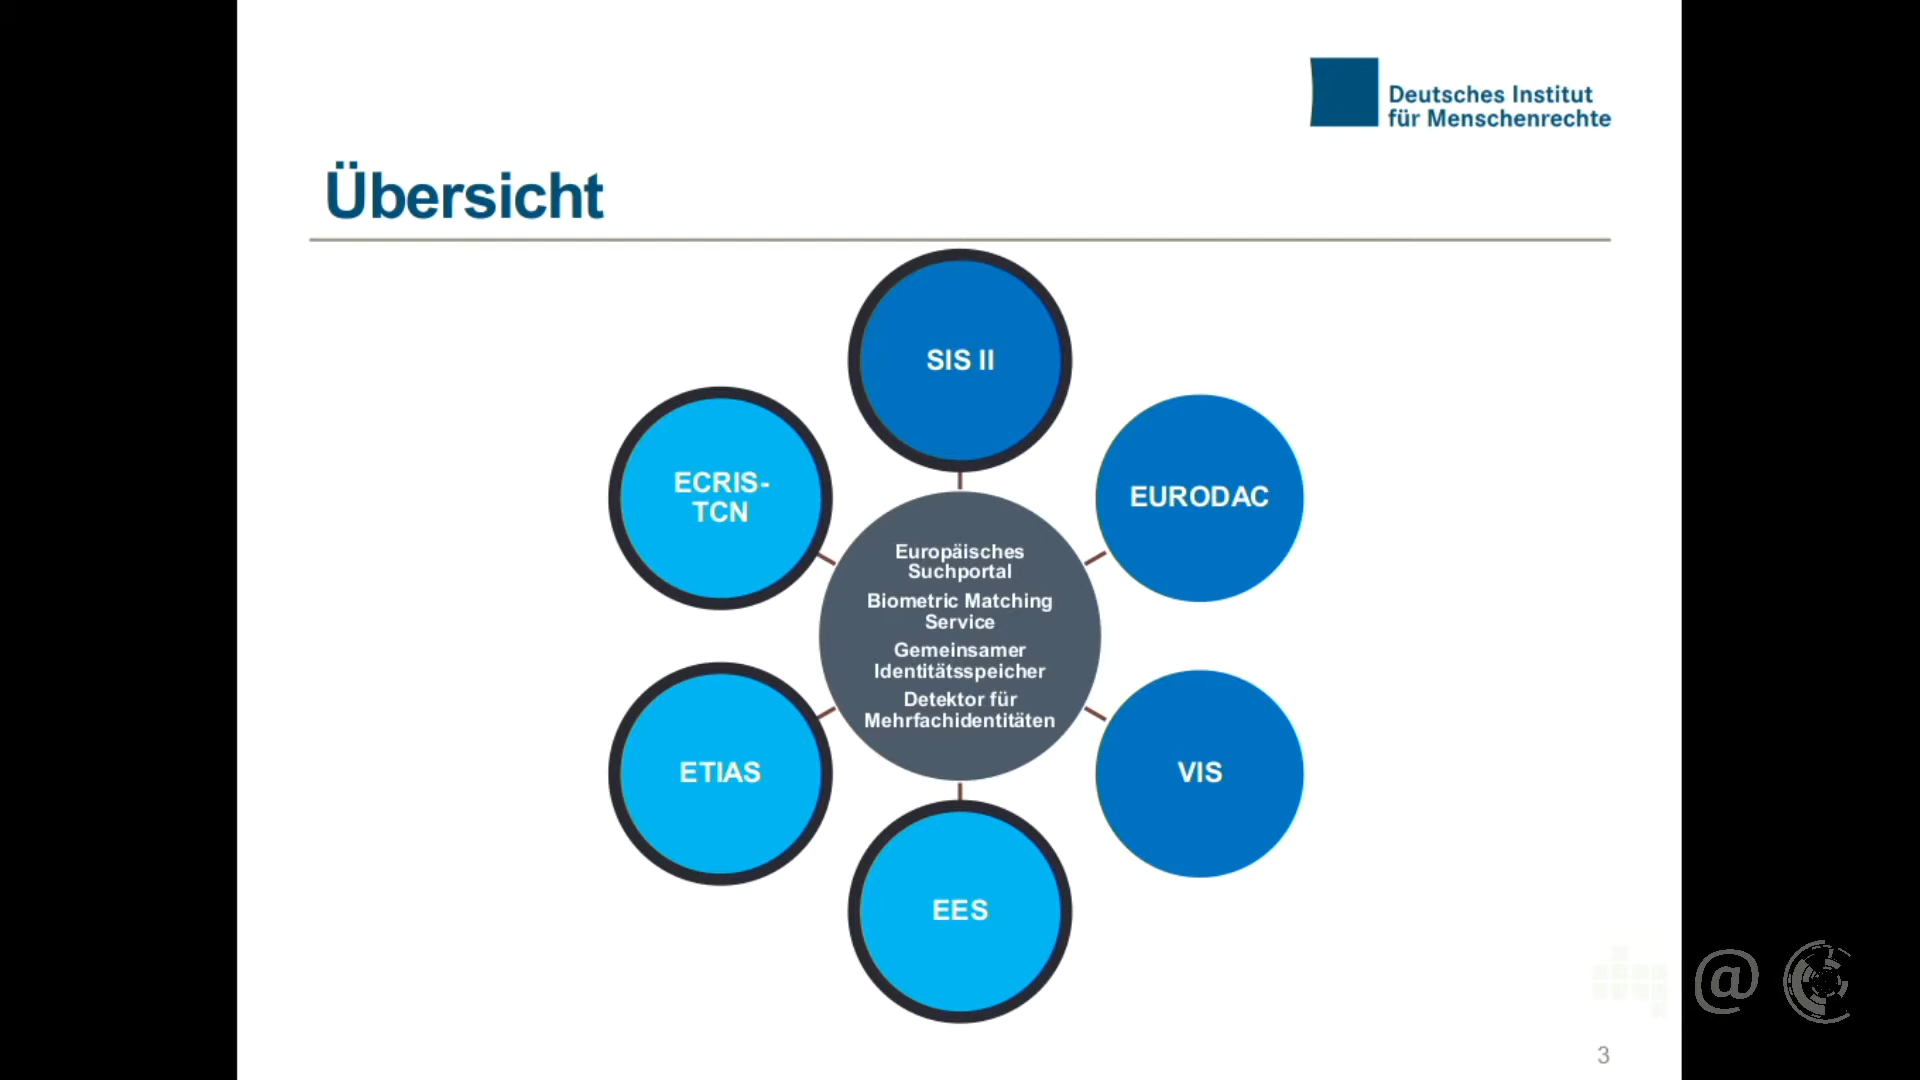 Deutsches Institut
für Menschenrechte
Übersicht
SIS II
ECRIS-
TCN
EURODAC
Europäisches
Suchportal
Biometric Matching
Service
Gemeinsamer
Identitätsspeicher
Detektor für
Mehrfachidentitäten
ETIAS
VIS
EES
@
3